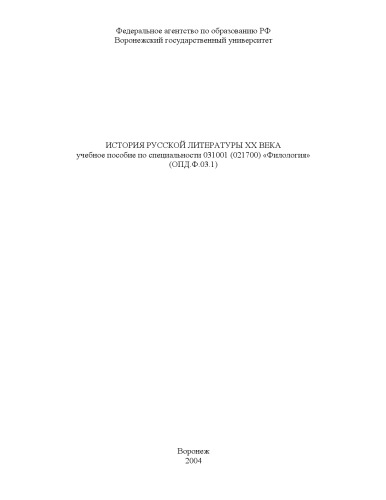 Федеральное агентство по образованию РФ
Воронежский государственный университет
ИСТОРИЯ РУССКОЙ ЛИТЕРАТУРЫ XX ВЕКА
учебное пособие по специальности 031001 (021700) «Филология»
(ОПД.Ф.03.1)
Воронеж
2004